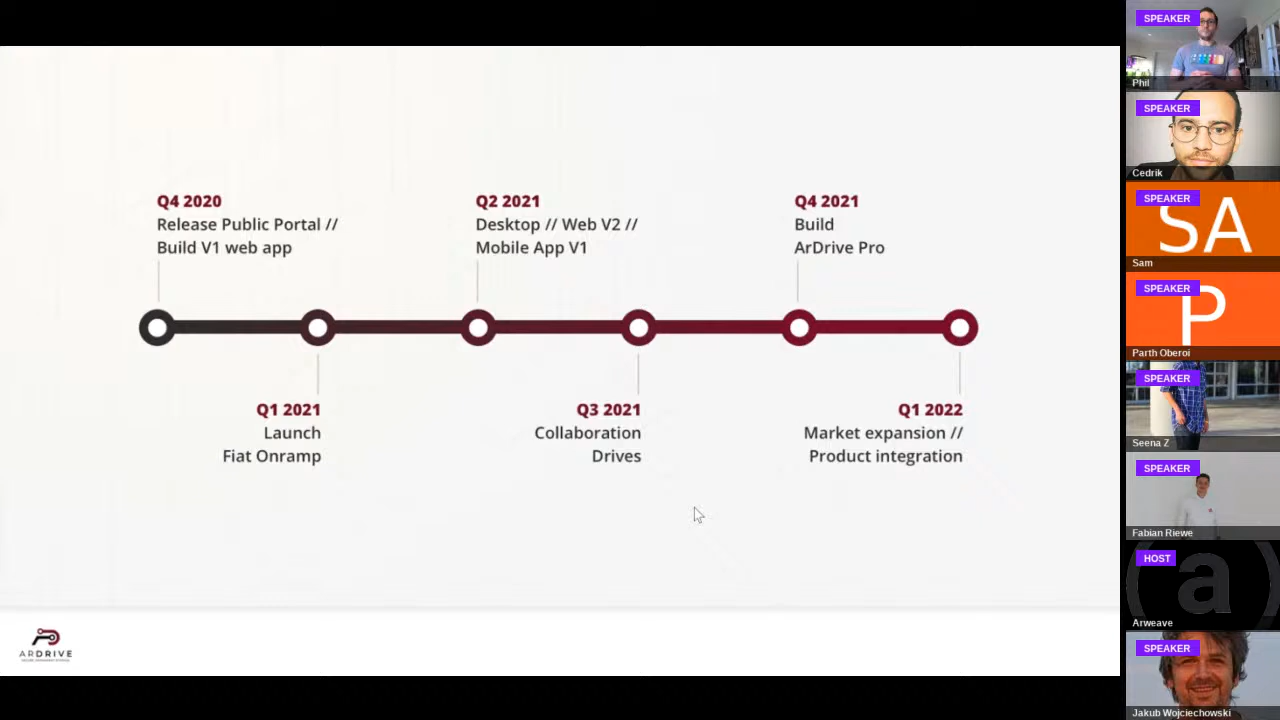 Q4 2020
Release Public Portal //
Build V1 web app
Q2 2021
Desktop // Web V2 //
Mobile App V1
Q4 2021
Build
ArDrive Pro
Q1 2021
Launch
Fiat Onramp
Q3 2021
Collaboration
Drives
Q1 2022
Market expansion //
Product integration
ARDRIVE
SPEAKER
Phil
SPEAKER
Cedrik
SPEAKER
SA
Sam
SPEAKER
P
Parth Oberoi
SPEAKER
Seena Z
SPEAKER
Fabian Riewe
HOST
a
Arweave
SPEAKER
Jakub Wojciechowski